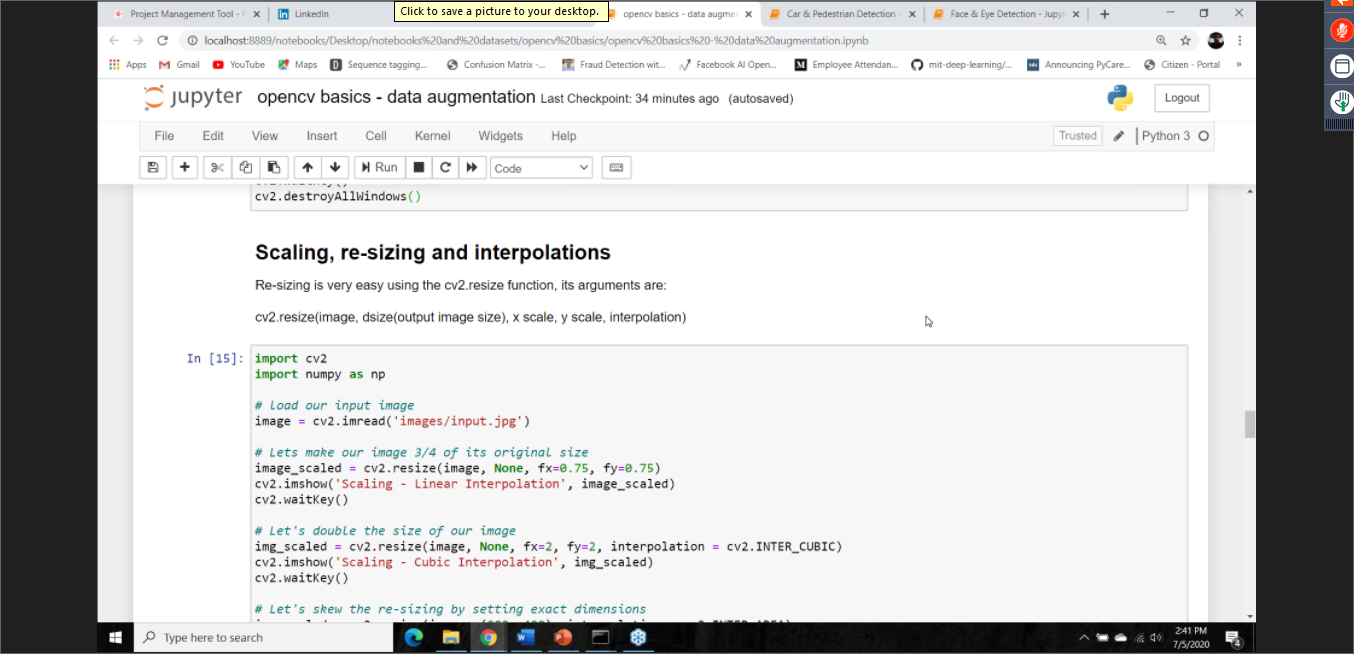 Click to save a picture to your desktop.
Project Management Tool -
LinkedIn
opencv basics - data augmen
Car & Pedestrian Detection -
Face & Eye Detection - Jupyt
localhost:8889/notebooks/Desktop/notebooks%20and%20datasets/opencv%20basics/opencv%20basics%20-%20data%20augmentation.ipynb
Apps
Gmail
YouTube
Maps
Sequence tagging...
Confusion Matrix -...
Fraud Detection wit...
Facebook AI Open...
Employee Attendan...
mit-deep-learning/...
Announcing PyCare...
Citizen - Portal
»
jupyter opencv basics - data augmentation Last Checkpoint: 34 minutes ago (autosaved)
Logout
File Edit View Insert Cell Kernel Widgets Help
Trusted
Python 3
Run
Code
cv2.destroyAllWindows()
Scaling, re-sizing and interpolations
Re-sizing is very easy using the cv2.resize function, its arguments are:
cv2.resize(image, dsize(output image size), x scale, y scale, interpolation)
In [15]:
import cv2
import numpy as np
# Load our input image
image = cv2.imread('images/input.jpg')
# Lets make our image 3/4 of its original size
image_scaled = cv2.resize(image, None, fx=0.75, fy=0.75)
cv2.imshow('Scaling - Linear Interpolation', image_scaled)
cv2.waitKey()
# Let's double the size of our image
img_scaled = cv2.resize(image, None, fx=2, fy=2, interpolation = cv2.INTER_CUBIC)
cv2.imshow('Scaling - Cubic Interpolation', img_scaled)
cv2.waitKey()
# Let's skew the re-sizing by setting exact dimensions
Type here to search
2:41 PM
7/5/2020
4